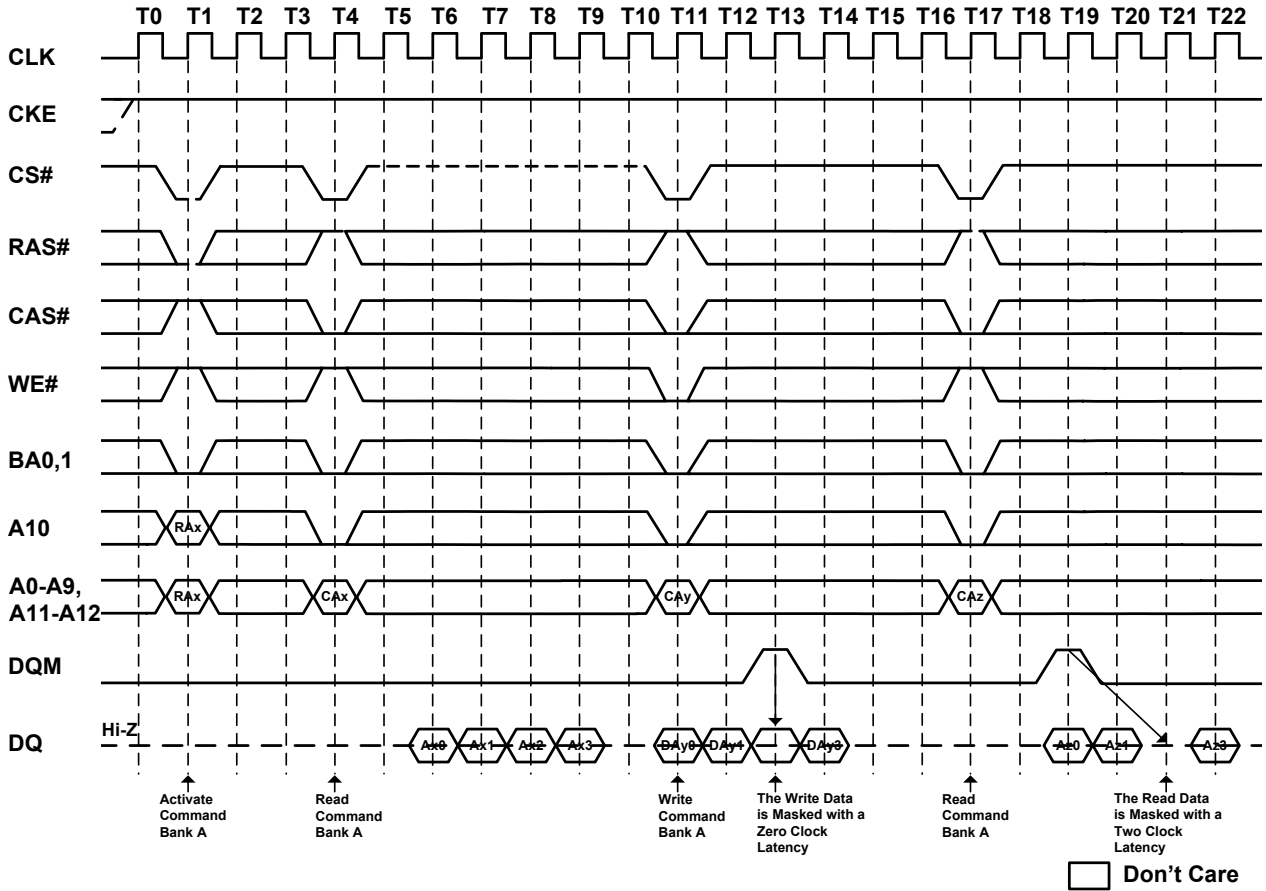 T0 T1 T2 T3 T4 T5 T6 T7 T8 T9 T10 T11 T12 T13 T14 T15 T16 T17 T18 T19 T20 T21 T22
CLK
CKE
CS#
RAS#
CAS#
WE#
BA0,1
A10 RAx
A0-A9,
A11-A12 RAx CAx CAy CAz
DQM
Hi-Z
DQ Ax0 Ax1 Ax2 Ax3 DAy0 DAy1 DAy3 Az0 Az1 Az3
Activate
Command
Bank A
Read
Command
Bank A
Write
Command
Bank A
The Write Data
is Masked with a
Zero Clock
Latency
Read
Command
Bank A
The Read Data
is Masked with a
Two Clock
Latency
Don't Care